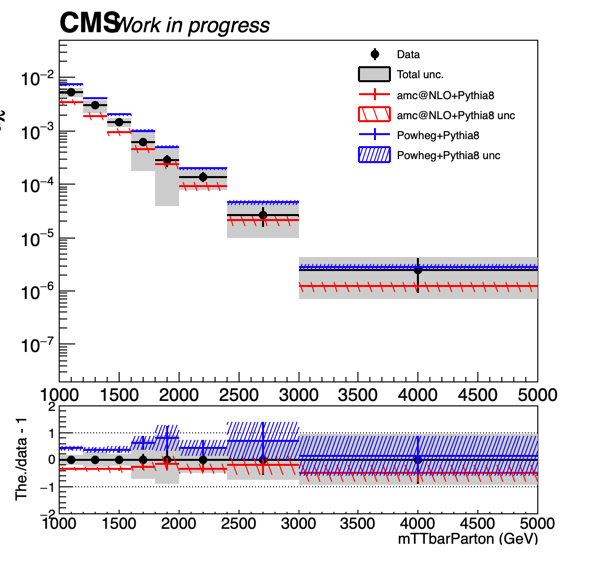 CMS Work in progress
10−2
10−3
10−4
10−5
10−6
10−7
Data
Total unc.
amc@NLO+Pythia8
amc@NLO+Pythia8 unc
Powheg+Pythia8
Powheg+Pythia8 unc
1000 1500 2000 2500 3000 3500 4000 4500 5000
The./data - 1
2
1
0
−1
−2
1000 1500 2000 2500 3000 3500 4000 4500 5000
mTTbarParton (GeV)